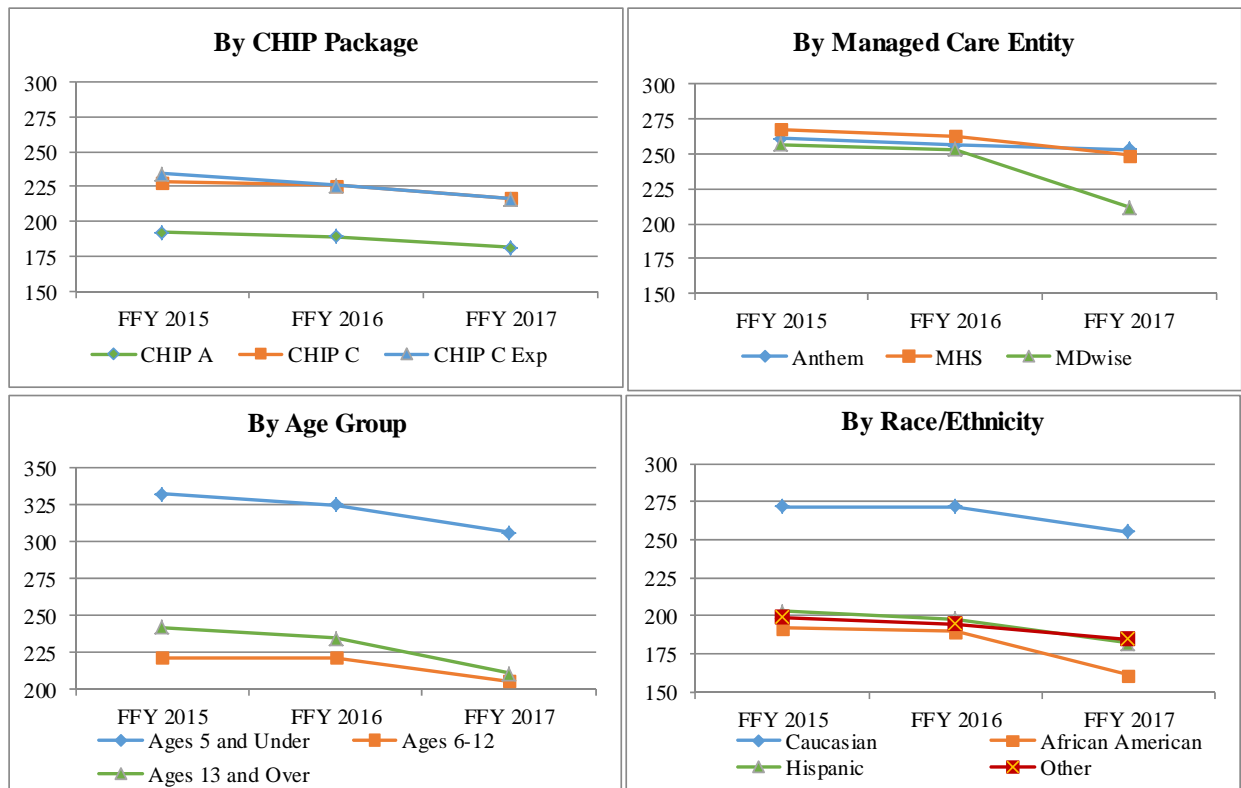 By CHIP Package
300
275
250
225
200
175
150
FFY 2015 FFY 2016 FFY 2017
CHIP A CHIP C CHIP C Exp
By Managed Care Entity
300
275
250
225
200
175
150
FFY 2015 FFY 2016 FFY 2017
Anthem MHS MDwise
By Age Group
350
325
300
275
250
225
200
FFY 2015 FFY 2016 FFY 2017
Ages 5 and Under Ages 6-12
Ages 13 and Over
By Race/Ethnicity
300
275
250
225
200
175
150
FFY 2015 FFY 2016 FFY 2017
Caucasian African American
Hispanic Other